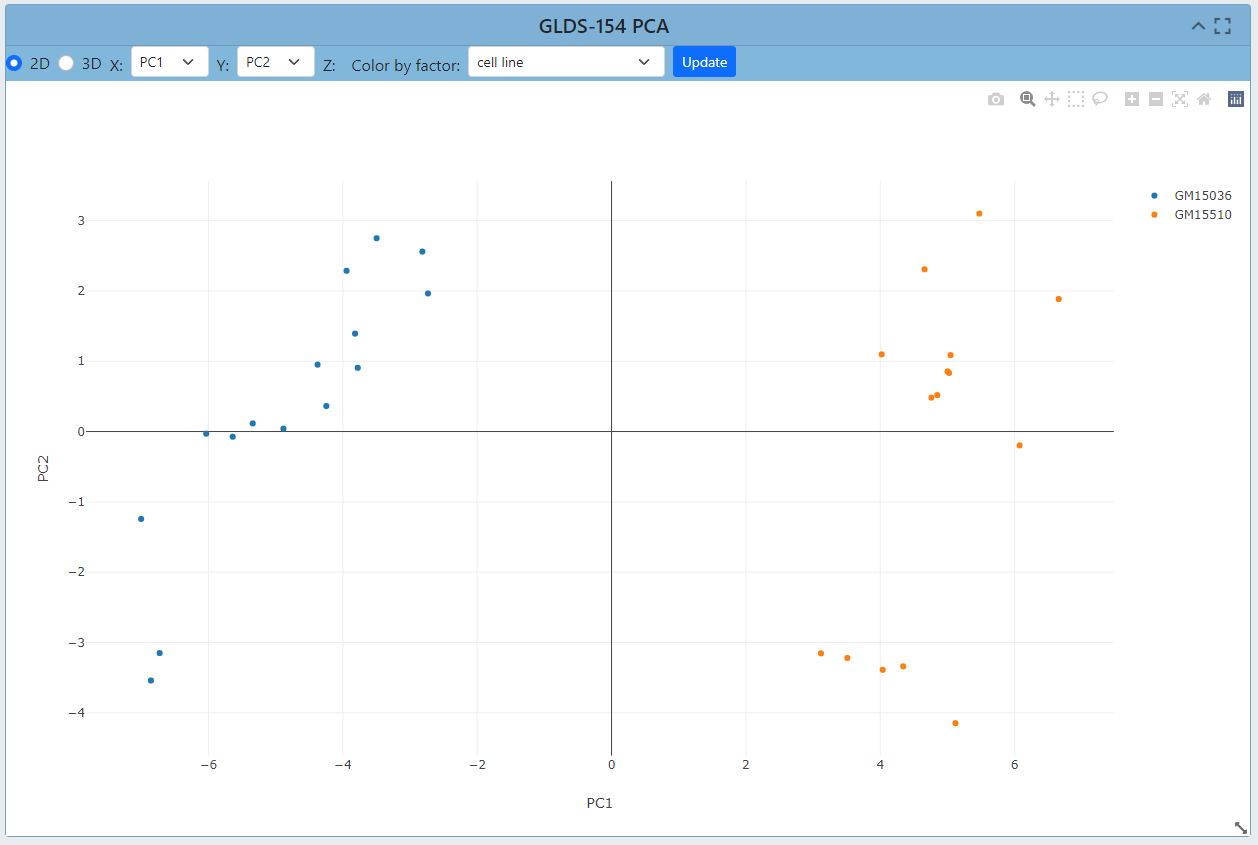 GLDS-154 PCA
2D 3D X: PC1 Y: PC2 Z: Color by factor: cell line Update
GM15036
GM15510
3
2
1
0
−1
−2
−3
−4
PC2
−6 −4 −2 0 2 4 6
PC1